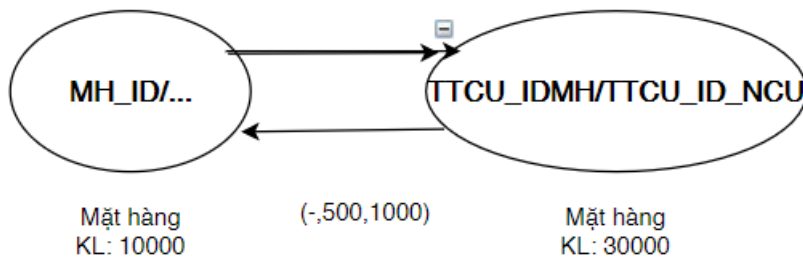 MH_ID/...
TTCU_IDMH/TTCU_ID_NCU
Mặt hàng
KL: 10000
(-,500,1000)
Mặt hàng
KL: 30000